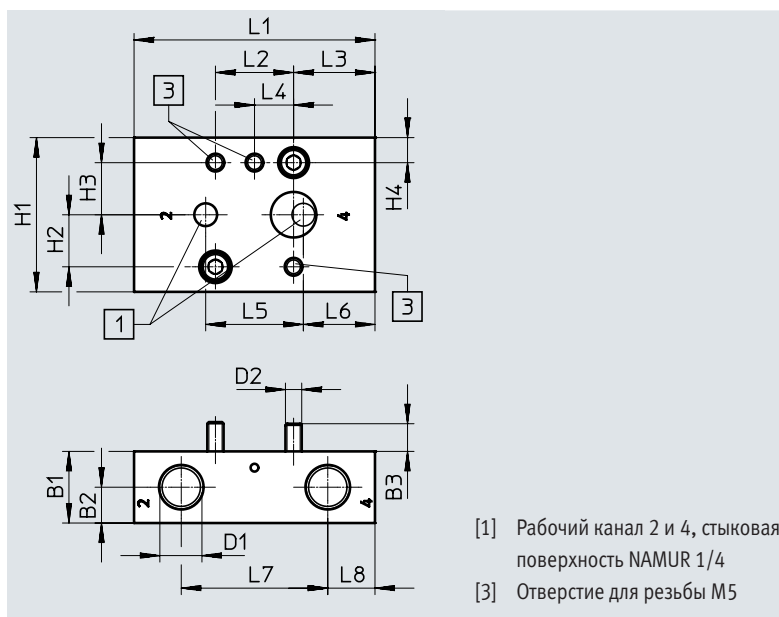 L1
L2
L3
3
L4
H4
H3
H1
2
4
H2
3
1
L5
L6
D2
B3
B1
B2
2
4
D1
L7
L8
[1] Рабочий канал 2 и 4, стыковая
поверхность NAMUR 1/4
[3] Отверстие для резьбы M5